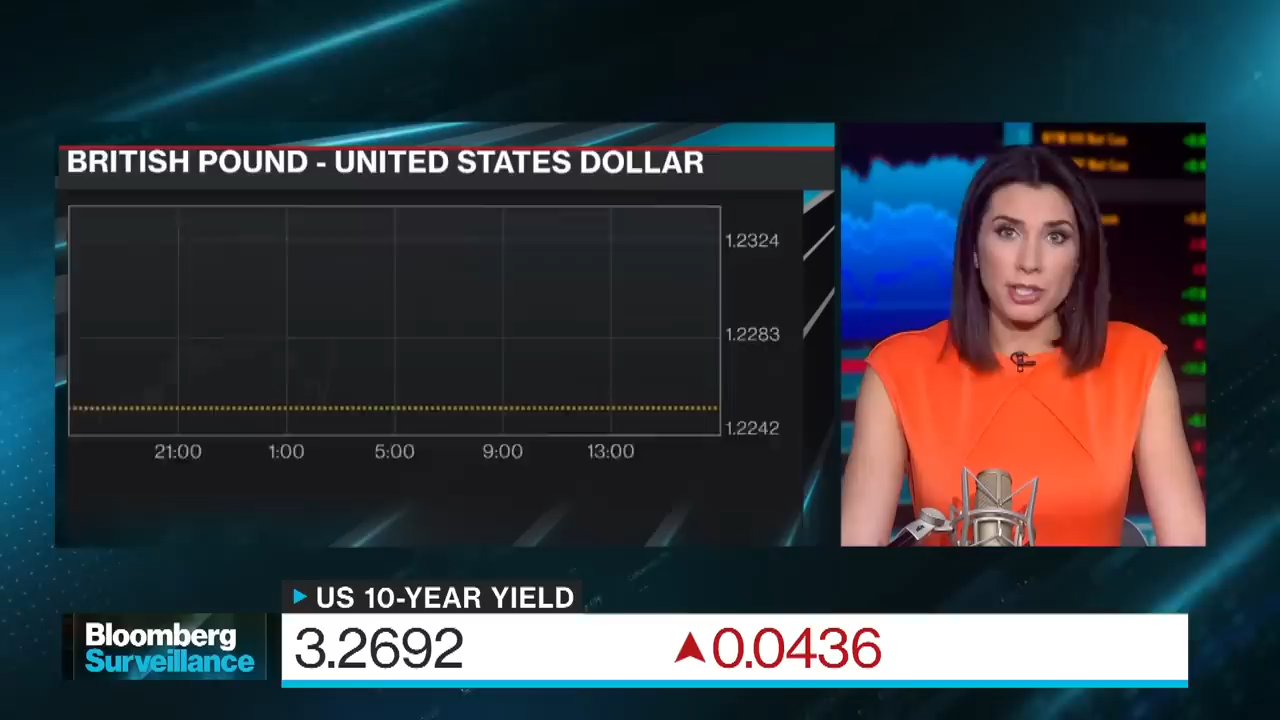 BRITISH POUND - UNITED STATES DOLLAR
1.2324
1.2283
1.2242
21:00 1:00 5:00 9:00 13:00
US 10-YEAR YIELD
Bloomberg
Surveillance
3.2692 ▲0.0436